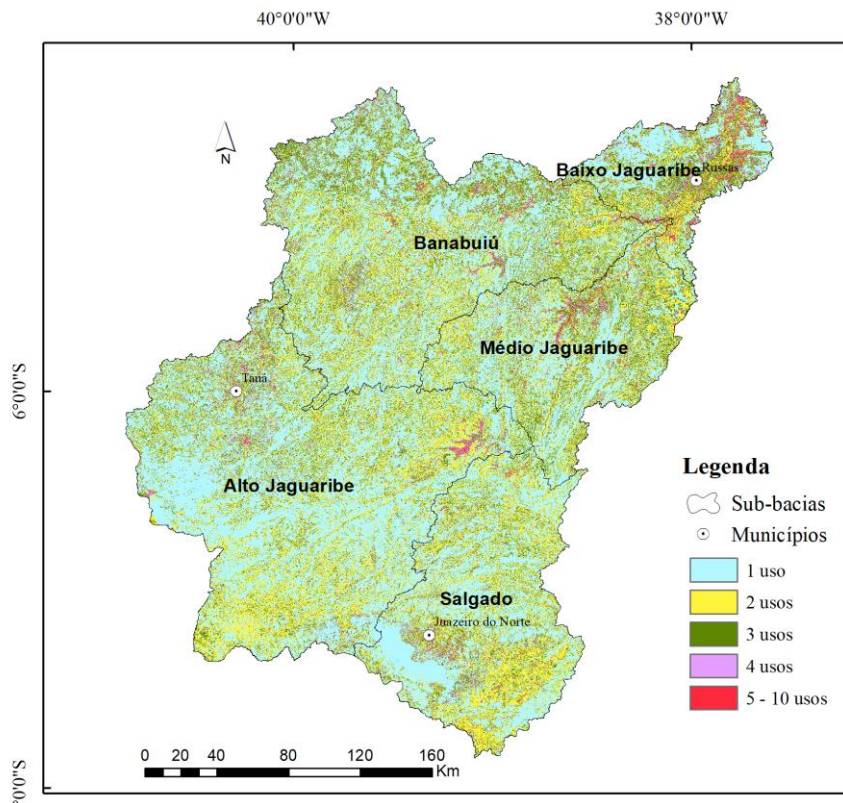 40°0'0"W 38°0'0"W
N
Baixo Jaguaribe
Russas
Banabuiú
Médio Jaguaribe
6°0'0"S
Tauá
Alto Jaguaribe
Salgado
Juazeiro do Norte
Legenda
Sub-bacias
Municípios
1 uso
2 usos
3 usos
4 usos
5 - 10 usos
0 20 40 80 120 160
Km
°0'0"S